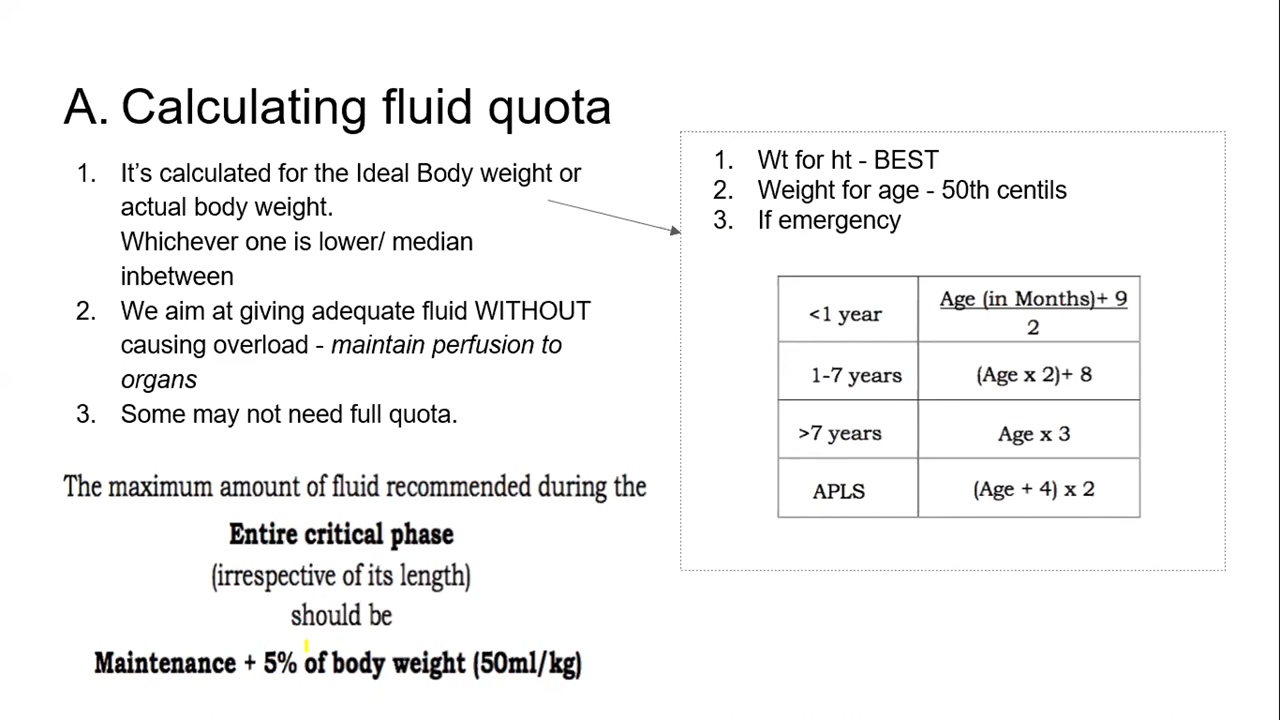 A. Calculating fluid quota
1. It's calculated for the Ideal Body weight or
actual body weight.
Whichever one is lower/ median
inbetween
2. We aim at giving adequate fluid WITHOUT
causing overload - maintain perfusion to
organs
3. Some may not need full quota.
The maximum amount of fluid recommended during the
Entire critical phase
(irrespective of its length)
should be
Maintenance + 5% of body weight (50ml/kg)
1. Wt for ht - BEST
2. Weight for age - 50th centils
3. If emergency
<1 year
Age (in Months)+ 9
2
1-7 years (Age x 2)+ 8
>7 years Age x 3
APLS (Age + 4) x 2